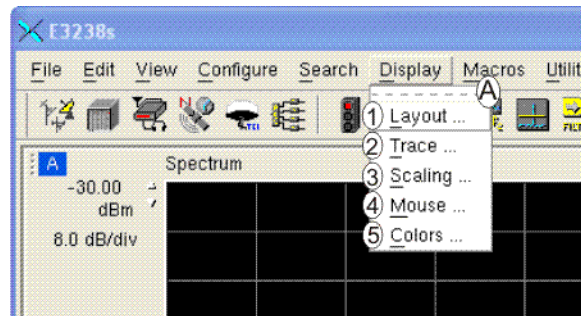 E3238s
File Edit View Configure Search Display Macros Utilit
A
1 Layout ...
2 Trace ...
3 Scaling ...
4 Mouse ...
5 Colors ...
A Spectrum
-30.00
dBm
8.0 dB/div